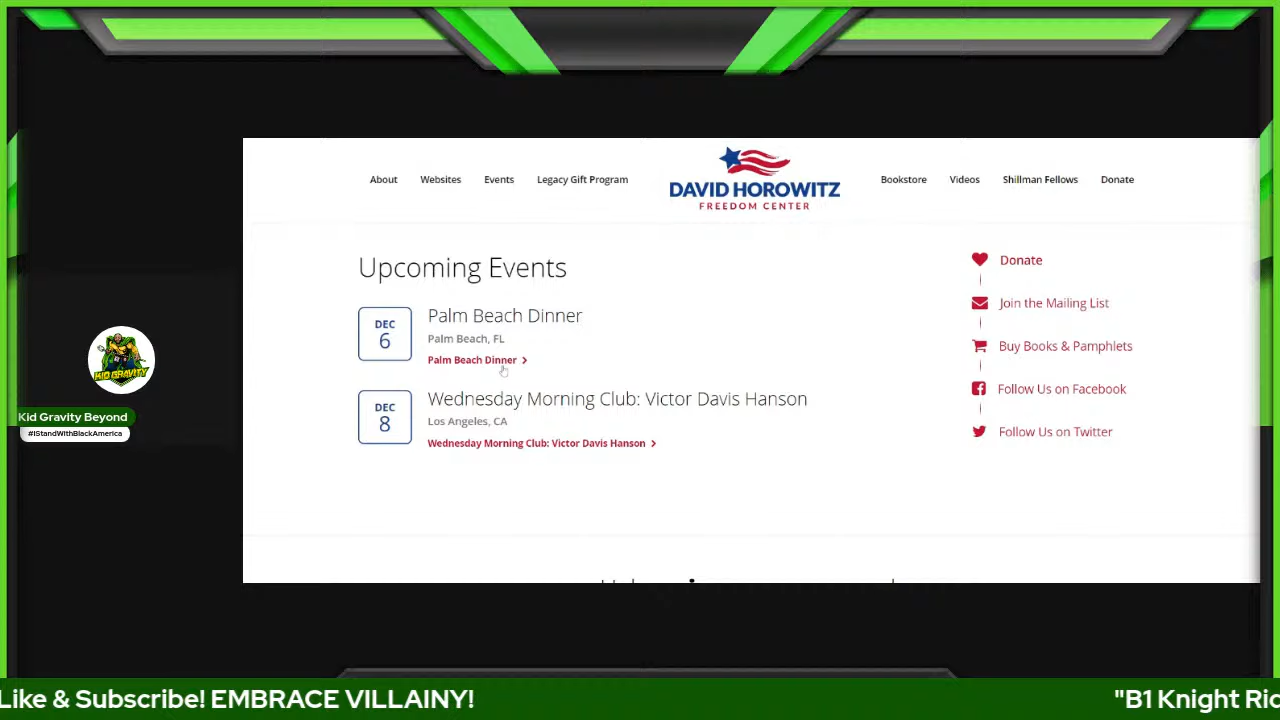 About Websites Events Legacy Gift Program
DAVID HOROWITZ
FREEDOM CENTER
Bookstore Videos Shillman Fellows Donate
Upcoming Events
DEC
6
Palm Beach Dinner
Palm Beach, FL
Palm Beach Dinner >
DEC
8
Wednesday Morning Club: Victor Davis Hanson
Los Angeles, CA
Wednesday Morning Club: Victor Davis Hanson >
Donate
Join the Mailing List
Buy Books & Pamphlets
Follow Us on Facebook
Follow Us on Twitter
KID GRAVITY
Kid Gravity Beyond
#IStandWithBlackAmerica
Like & Subscribe! EMBRACE VILLAINY!
"B1 Knight